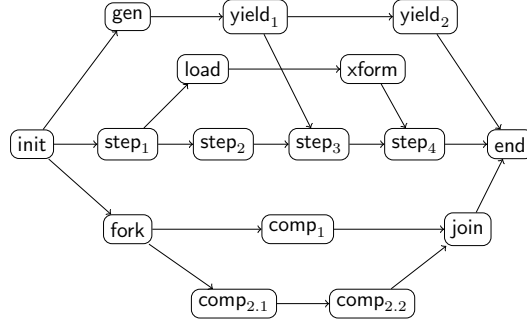 gen yield₁ yield₂
load xform
init step₁ step₂ step₃ step₄ end
fork comp₁ join
comp₂.₁ comp₂.₂